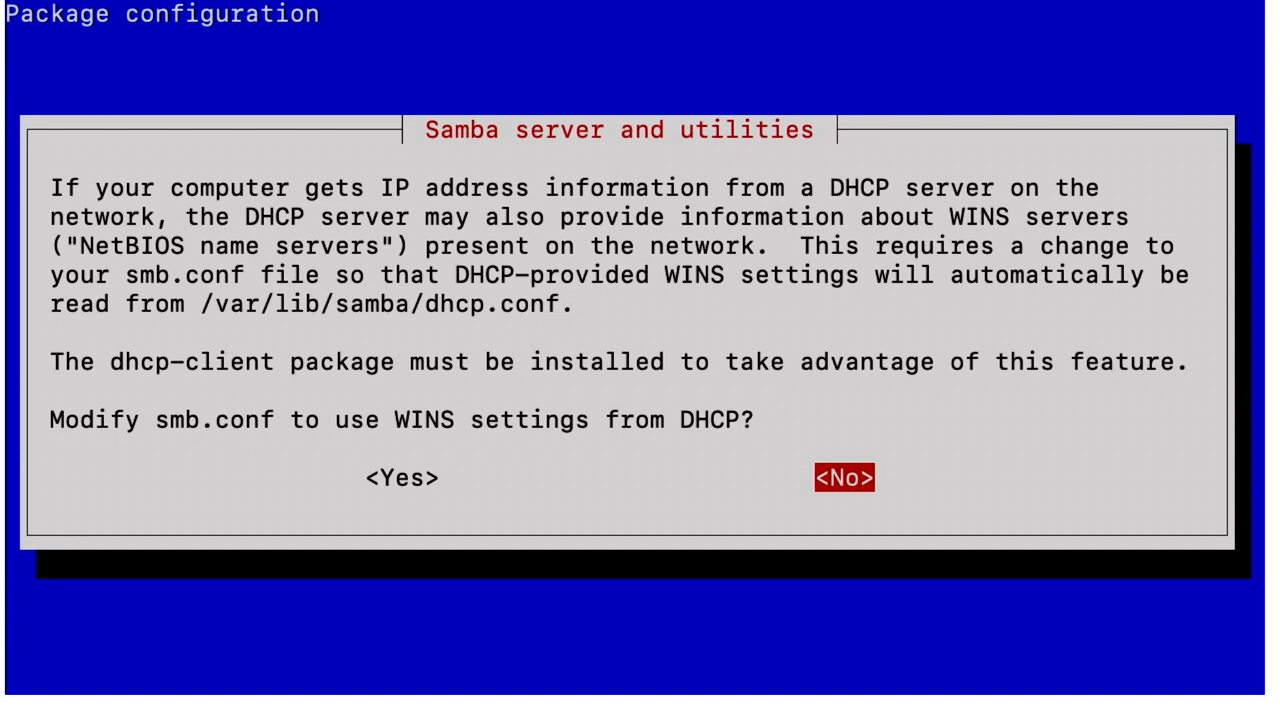 Package configuration
Samba server and utilities
If your computer gets IP address information from a DHCP server on the
network, the DHCP server may also provide information about WINS servers
("NetBIOS name servers") present on the network.  This requires a change to
your smb.conf file so that DHCP-provided WINS settings will automatically be
read from /var/lib/samba/dhcp.conf.
The dhcp-client package must be installed to take advantage of this feature.
Modify smb.conf to use WINS settings from DHCP?
<Yes> <No>